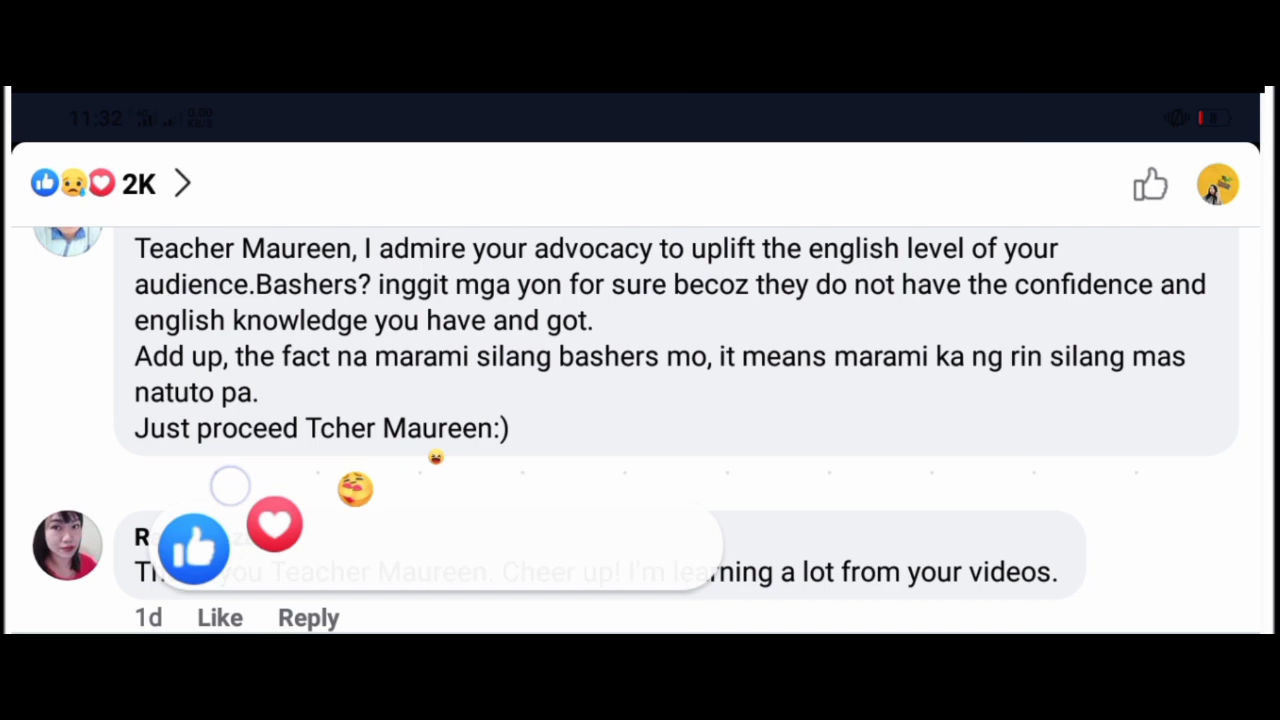 11:32
2K
Teacher Maureen, I admire your advocacy to uplift the english level of your
audience.Bashers? inggit mga yon for sure becoz they do not have the confidence and
english knowledge you have and got.
Add up, the fact na marami silang bashers mo, it means marami ka ng rin silang mas
natuto pa.
Just proceed Tcher Maureen:)
you Teacher Maureen. Cheer up! I'm learning a lot from your videos.
1d Like Reply